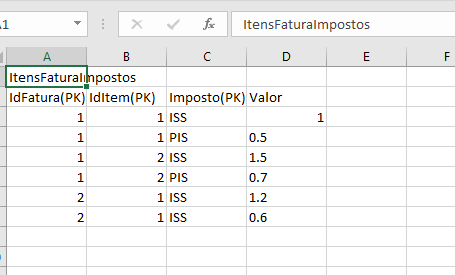 A1 ItensFaturaImpostos
A B C D E F
ItensFaturaImpostos
IdFatura(PK) IdItem(PK) Imposto(PK) Valor
1 1 ISS 1
1 1 PIS 0.5
1 2 ISS 1.5
1 2 PIS 0.7
2 1 ISS 1.2
2 1 ISS 0.6